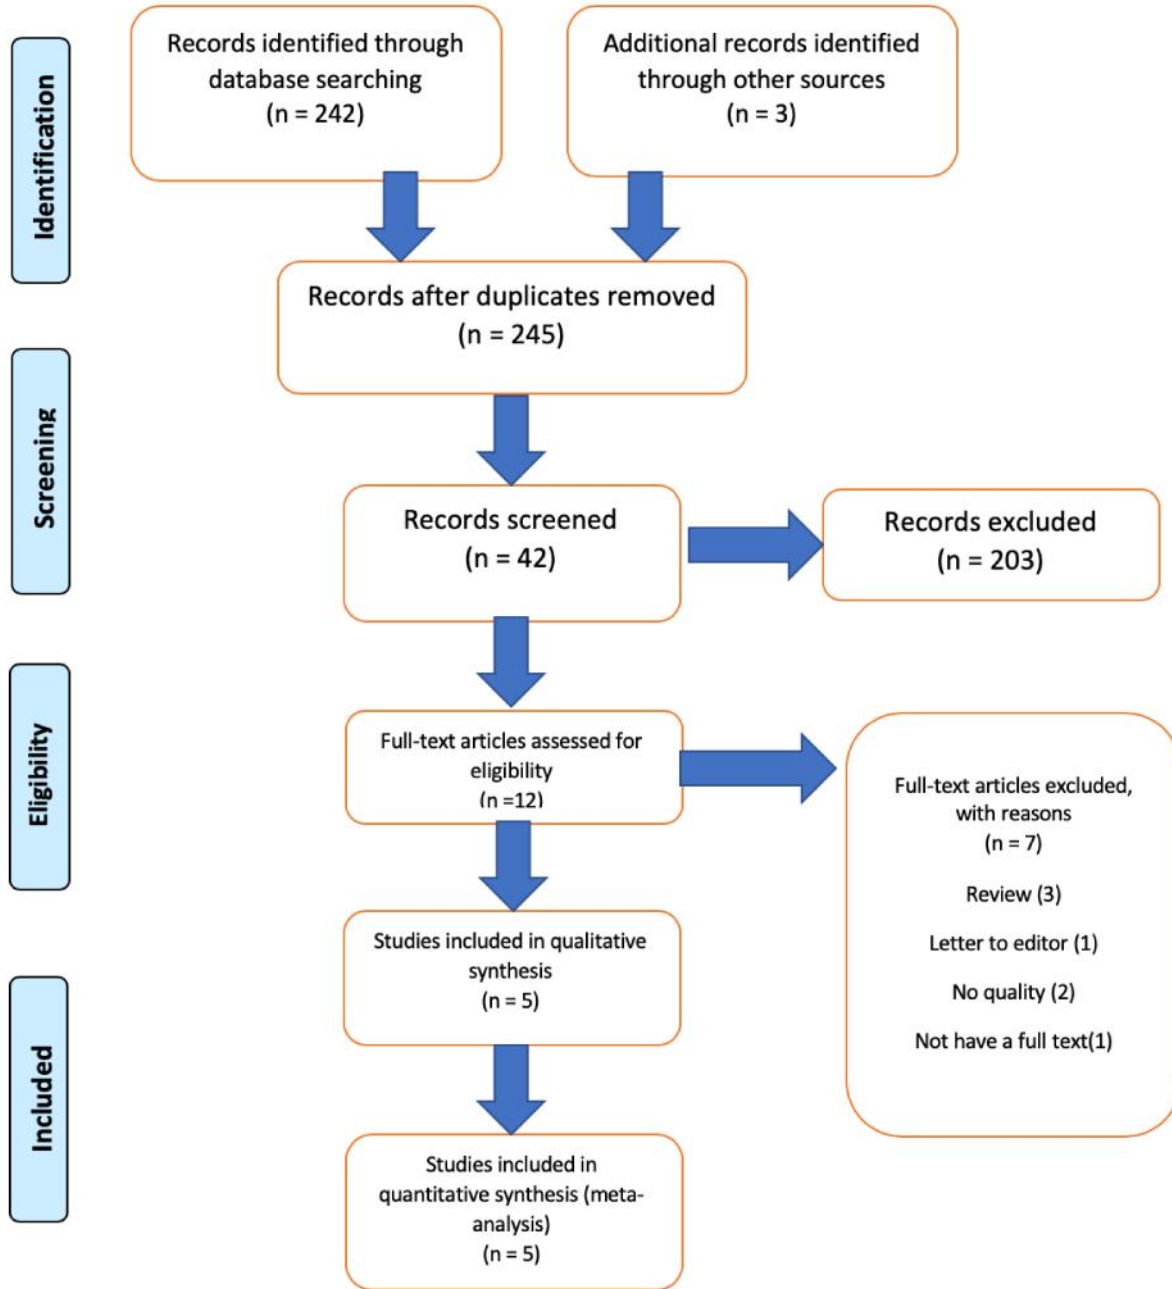 Identification
Records identified through
database searching
(n = 242)
Additional records identified
through other sources
(n = 3)
Records after duplicates removed
(n = 245)
Screening
Records screened
(n = 42)
Records excluded
(n = 203)
Eligibility
Full-text articles assessed for
eligibility
(n =12)
Full-text articles excluded,
with reasons
(n = 7)
Review (3)
Letter to editor (1)
No quality (2)
Not have a full text(1)
Studies included in qualitative
synthesis
(n = 5)
Included
Studies included in
quantitative synthesis (meta-
analysis)
(n = 5)